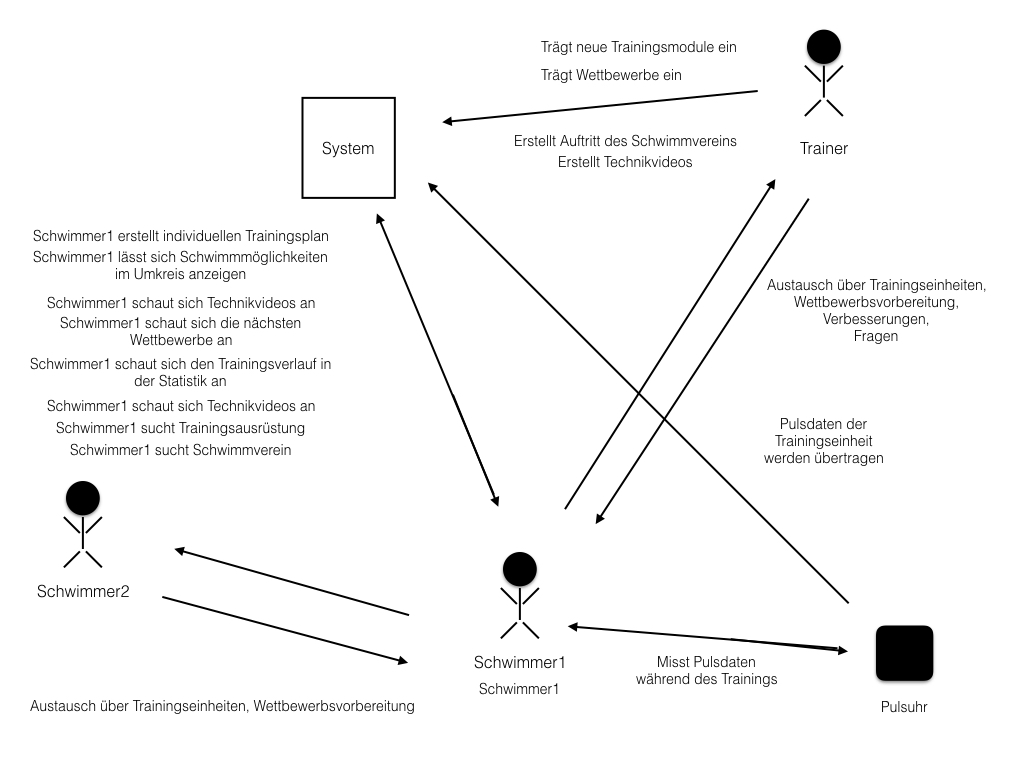 Trägt neue Trainingsmodule ein
Trägt Wettbewerbe ein
System
Erstellt Auftritt des Schwimmvereins
Erstellt Technikvideos
Trainer
Schwimmer1 erstellt individuellen Trainingsplan
Schwimmer1 lässt sich Schwimmmöglichkeiten
im Umkreis anzeigen
Schwimmer1 schaut sich Technikvideos an
Schwimmer1 schaut sich die nächsten
Wettbewerbe an
Schwimmer1 schaut sich den Trainingsverlauf in
der Statistik an
Schwimmer1 schaut sich Technikvideos an
Schwimmer1 sucht Trainingsausrüstung
Schwimmer1 sucht Schwimmverein
Austausch über Trainingseinheiten,
Wettbewerbsvorbereitung,
Verbesserungen,
Fragen
Pulsdaten der
Trainingseinheit
werden übertragen
Schwimmer2
Schwimmer1
Schwimmer1
Misst Pulsdaten
während des Trainings
Pulsuhr
Austausch über Trainingseinheiten, Wettbewerbsvorbereitung